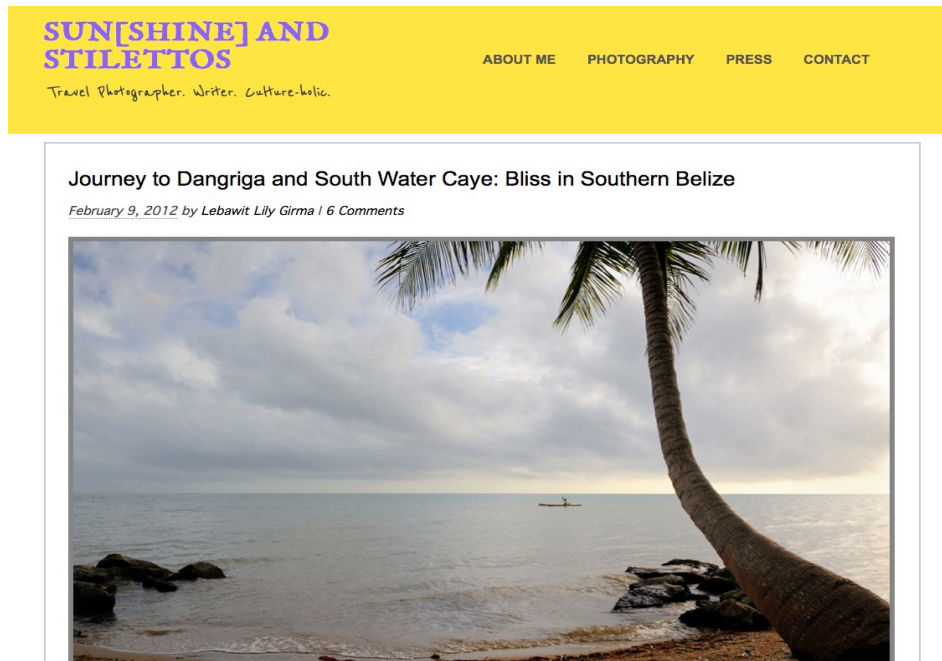 SUN[SHINE] AND
STILETTOS
Travel Photographer. Writer. Culture-holic.
ABOUT ME PHOTOGRAPHY PRESS CONTACT
Journey to Dangriga and South Water Caye: Bliss in Southern Belize
February 9, 2012 by Lebawit Lily Girma | 6 Comments